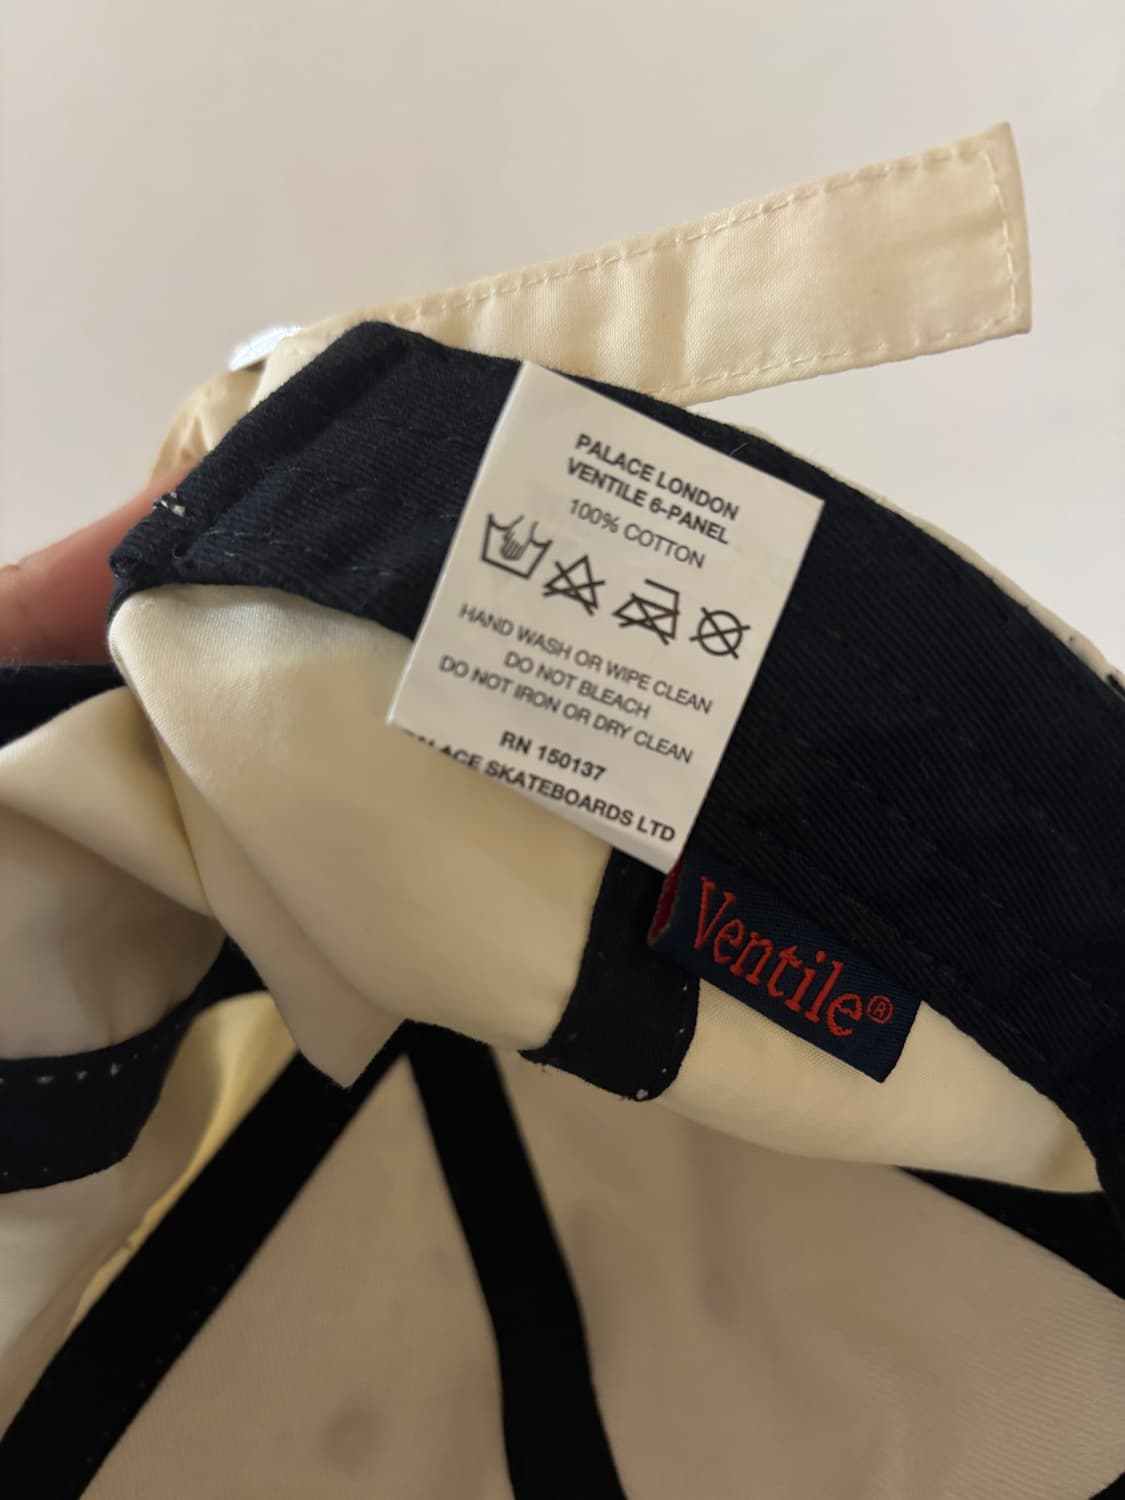 PALACE LONDON
VENTILE 6-PANEL
100% COTTON
HAND WASH OR WIPE CLEAN
DO NOT BLEACH
DO NOT IRON OR DRY CLEAN
RN 150137
PALACE SKATEBOARDS LTD
Ventile®